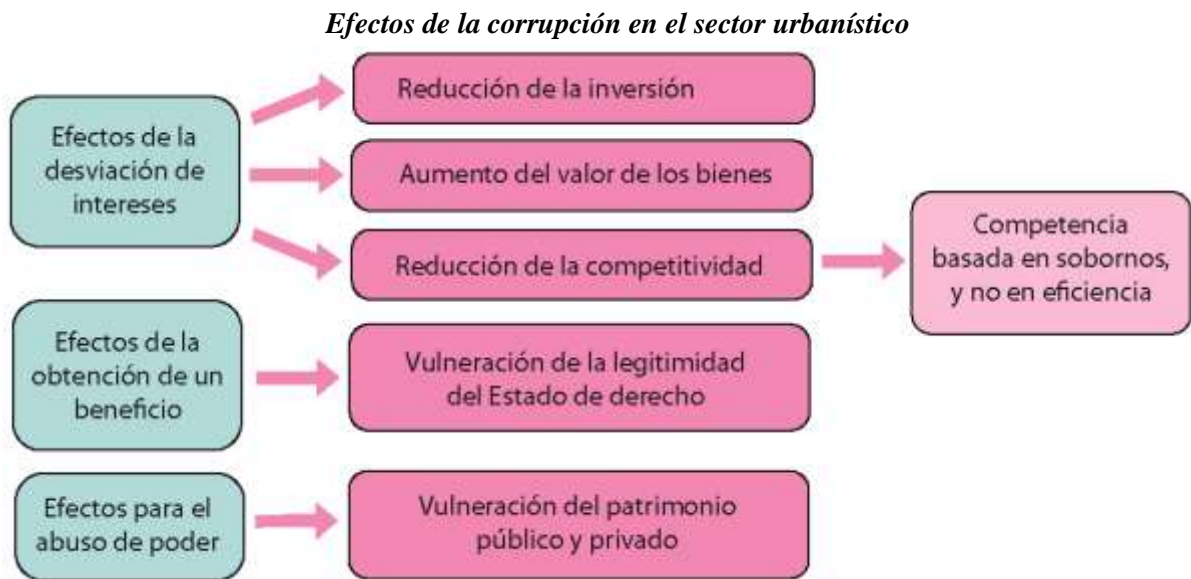 Efectos de la corrupción en el sector urbanístico
Efectos de la
desviación de
intereses
Reducción de la inversión
Aumento del valor de los bienes
Reducción de la competitividad
Competencia
basada en sobornos,
y no en eficiencia
Efectos de la
obtención de un
beneficio
Vulneración de la legitimidad
del Estado de derecho
Efectos para el
abuso de poder
Vulneración del patrimonio
público y privado